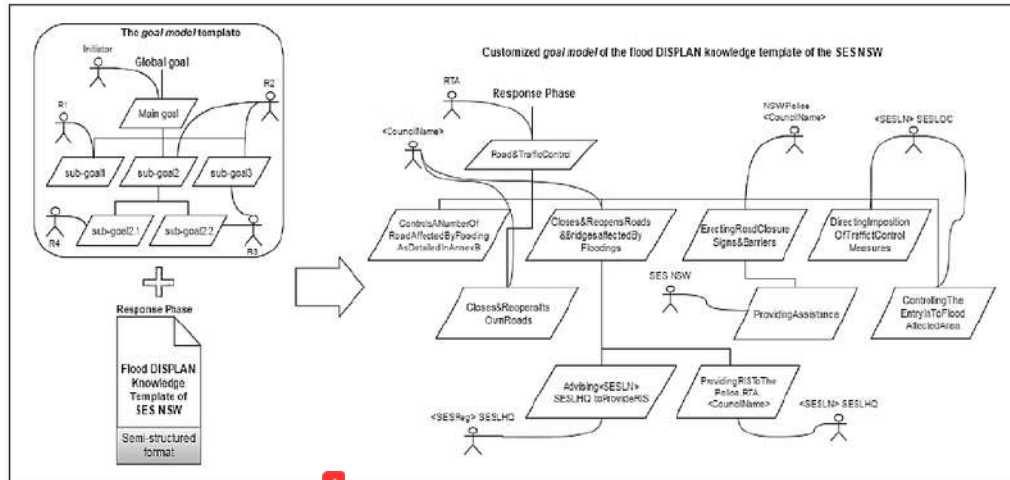 The goal model template
Initiator
Global goal
R1
R2
Main goal
sub-goal1
sub-goal2
sub-goal3
sub-goal2.1
sub-goal2.2
R4
R3
Response Phase
Flood DISPLAN
Knowledge
Template of
SES NSW
Semi-structured
format
Customized goal model of the flood DISPLAN knowledge template of the SES NSW
RTA
Response Phase
<CouncilName>
Road&TrafficControl
NSWPolice
<CouncilName>
<SESLN> SESLOC
ControlsANumberOf
RoadAffectedByFlooding
AsDetailedInAnnexB
Closes&ReopensRoads
&BridgesaffectedBy
Floodings
ErectingRoadClosure
Signs&Barriers
DirectingImposition
OfTrafficControl
Measures
Closes&ReopensIts
OwnRoads
SES NSW
ProvidingAssistance
ControllingThe
EntryInToFlood
AffectedArea
Advising<SESLN>
SESLHQ toProvideRIS
ProvidingRISToThe
Police,RTA,
<CouncilName>
<SESReg> SESLHQ
<SESLN> SESLHQ